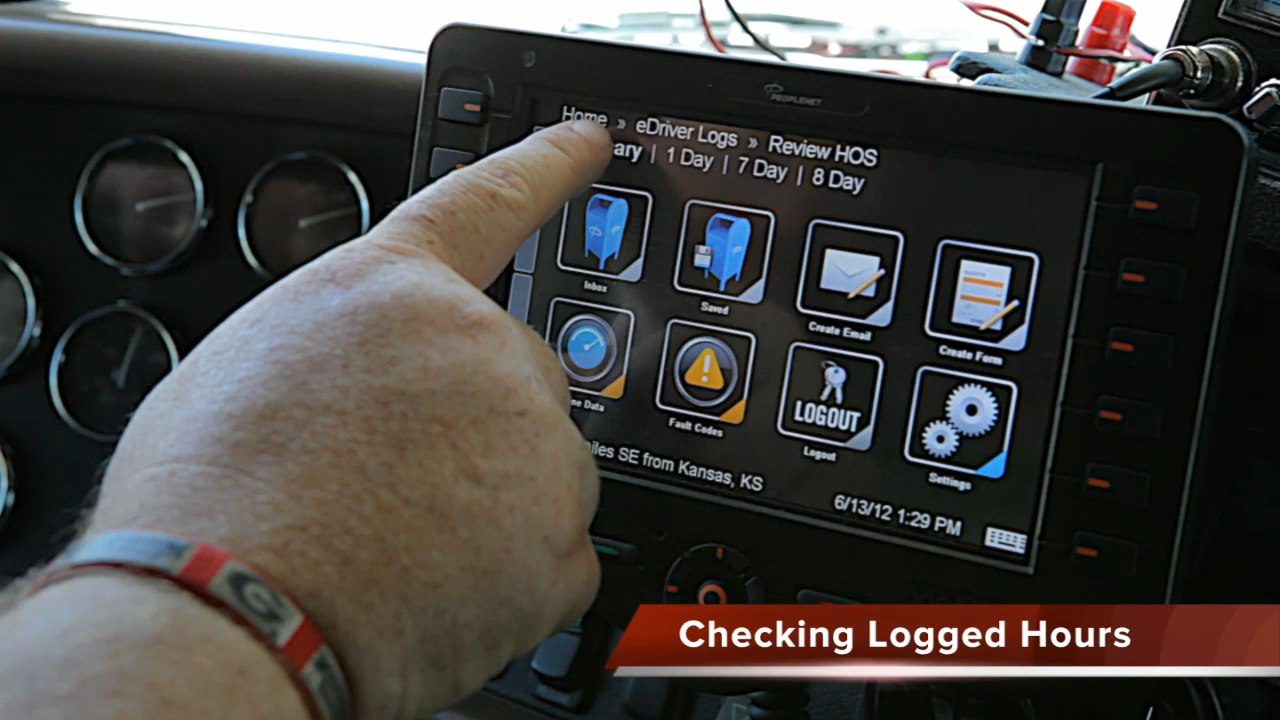 PEOPLENET
Home » eDriver Logs » Review HOS
ary | 1 Day | 7 Day | 8 Day
Inbox
Saved
Create Email
Create Form
ne Data
Fault Codes
LOGOUT
Logout
Settings
iles SE from Kansas, KS
6/13/12 1:29 PM
G
Checking Logged Hours